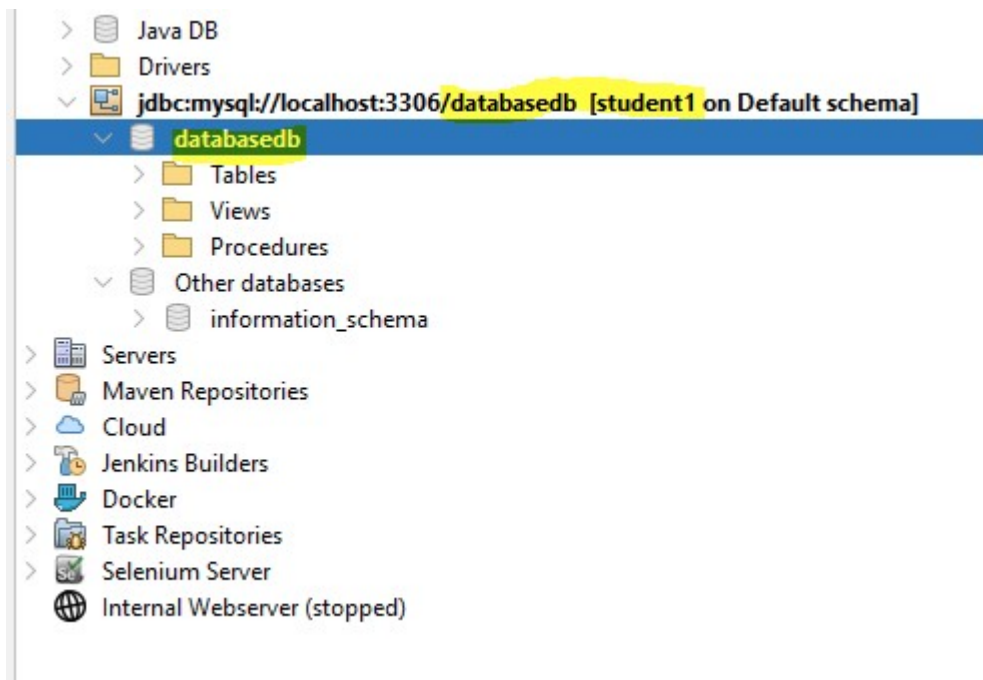 Java DB
Drivers
jdbc:mysql://localhost:3306/databasedb [student1 on Default schema]
databasedb
Tables
Views
Procedures
Other databases
information_schema
Servers
Maven Repositories
Cloud
Jenkins Builders
Docker
Task Repositories
Se
Selenium Server
Internal Webserver (stopped)